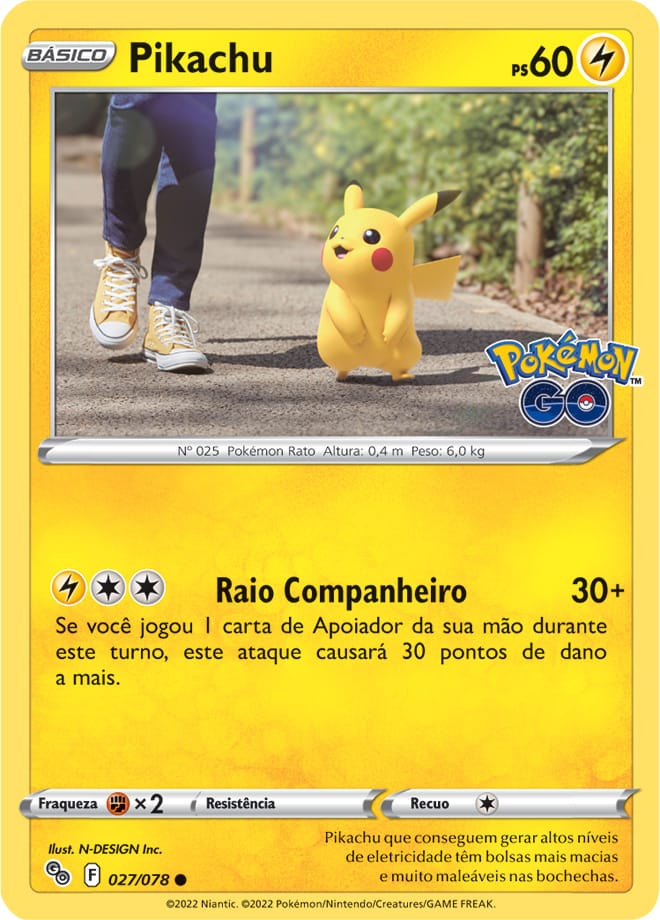 BÁSICO Pikachu PS60
POKÉMON TM
GO
Nº 025 Pokémon Rato Altura: 0,4 m Peso: 6,0 kg
Raio Companheiro 30+
Se você jogou 1 carta de Apoiador da sua mão durante
este turno, este ataque causará 30 pontos de dano
a mais.
Fraqueza ×2 Resistência Recuo
Ilust. N-DESIGN Inc.
GO F 027/078
Pikachu que conseguem gerar altos níveis
de eletricidade têm bolsas mais macias
e muito maleáveis nas bochechas.
©2022 Niantic. ©2022 Pokémon/Nintendo/Creatures/GAME FREAK.